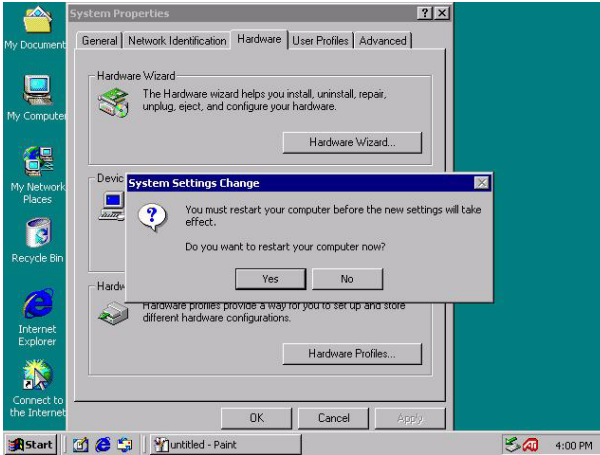 My Document
My Computer
My Network
Places
Recycle Bin
Internet
Explorer
Connect to
the Internet
System Properties
General
Network Identification
Hardware
User Profiles
Advanced
Hardware Wizard
The Hardware wizard helps you install, uninstall, repair,
unplug, eject, and configure your hardware.
Hardware Wizard...
Devic
System Settings Change
You must restart your computer before the new settings will take
effect.
Do you want to restart your computer now?
Yes
No
Hardw
Hardware profiles provide a way for you to set up and store
different hardware configurations.
Hardware Profiles...
OK
Cancel
Apply
Start
untitled - Paint
4:00 PM